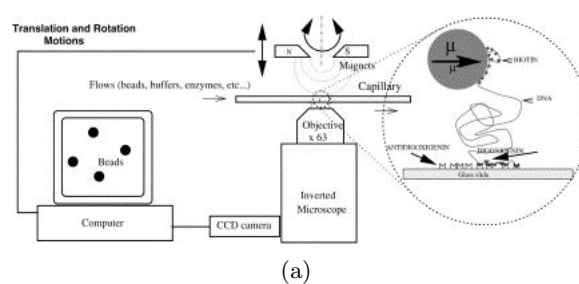 Translation and Rotation
Motions
N
S
Magnets
Flows (beads, buffers, enzymes, etc...)
Capillary
Objective
x 63
Inverted
Microscope
CCD camera
Computer
Beads
μ
μ
BIOTIN
DNA
ANTIDIGOXIGENIN
DIGOXIGENIN
Glass slide
(a)